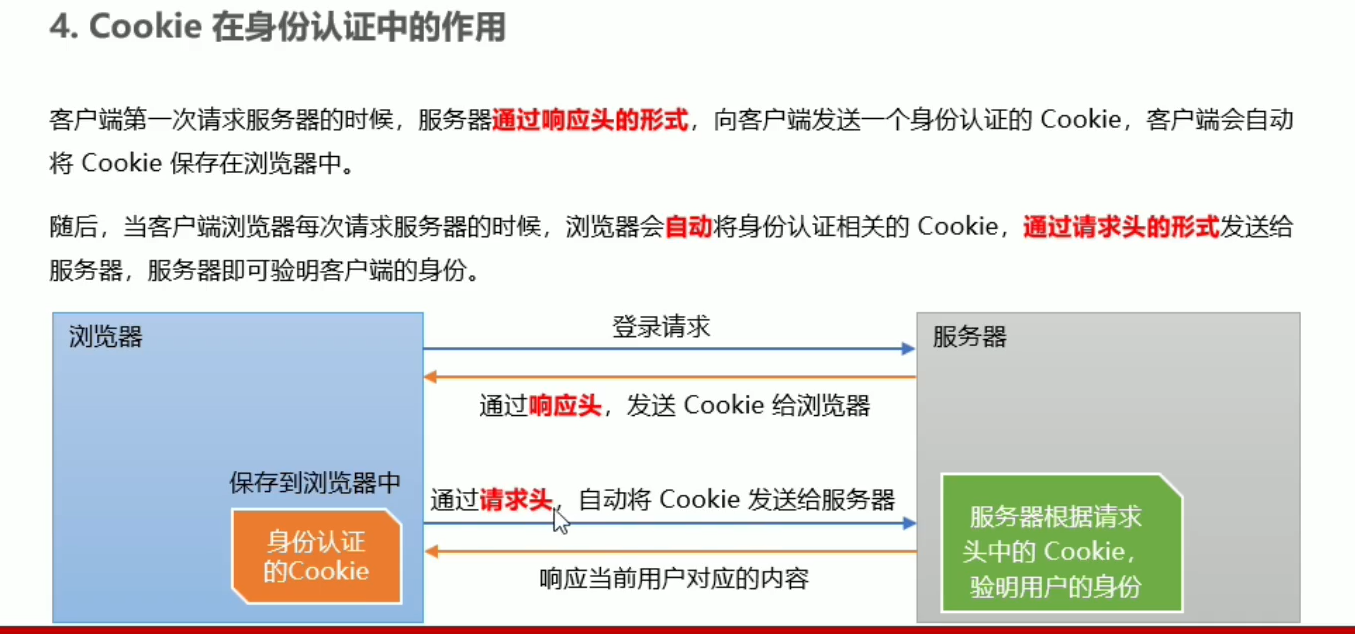 4. Cookie 在身份认证中的作用
客户端第一次请求服务器的时候，服务器通过响应头的形式，向客户端发送一个身份认证的 Cookie，客户端会自动
将 Cookie 保存在浏览器中。
随后，当客户端浏览器每次请求服务器的时候，浏览器会自动将身份认证相关的 Cookie，通过请求头的形式发送给
服务器，服务器即可验明客户端的身份。
浏览器
登录请求
服务器
通过响应头，发送 Cookie 给浏览器
保存到浏览器中
通过请求头，自动将 Cookie 发送给服务器
身份认证
的Cookie
响应当前用户对应的内容
服务器根据请求
头中的 Cookie，
验明用户的身份